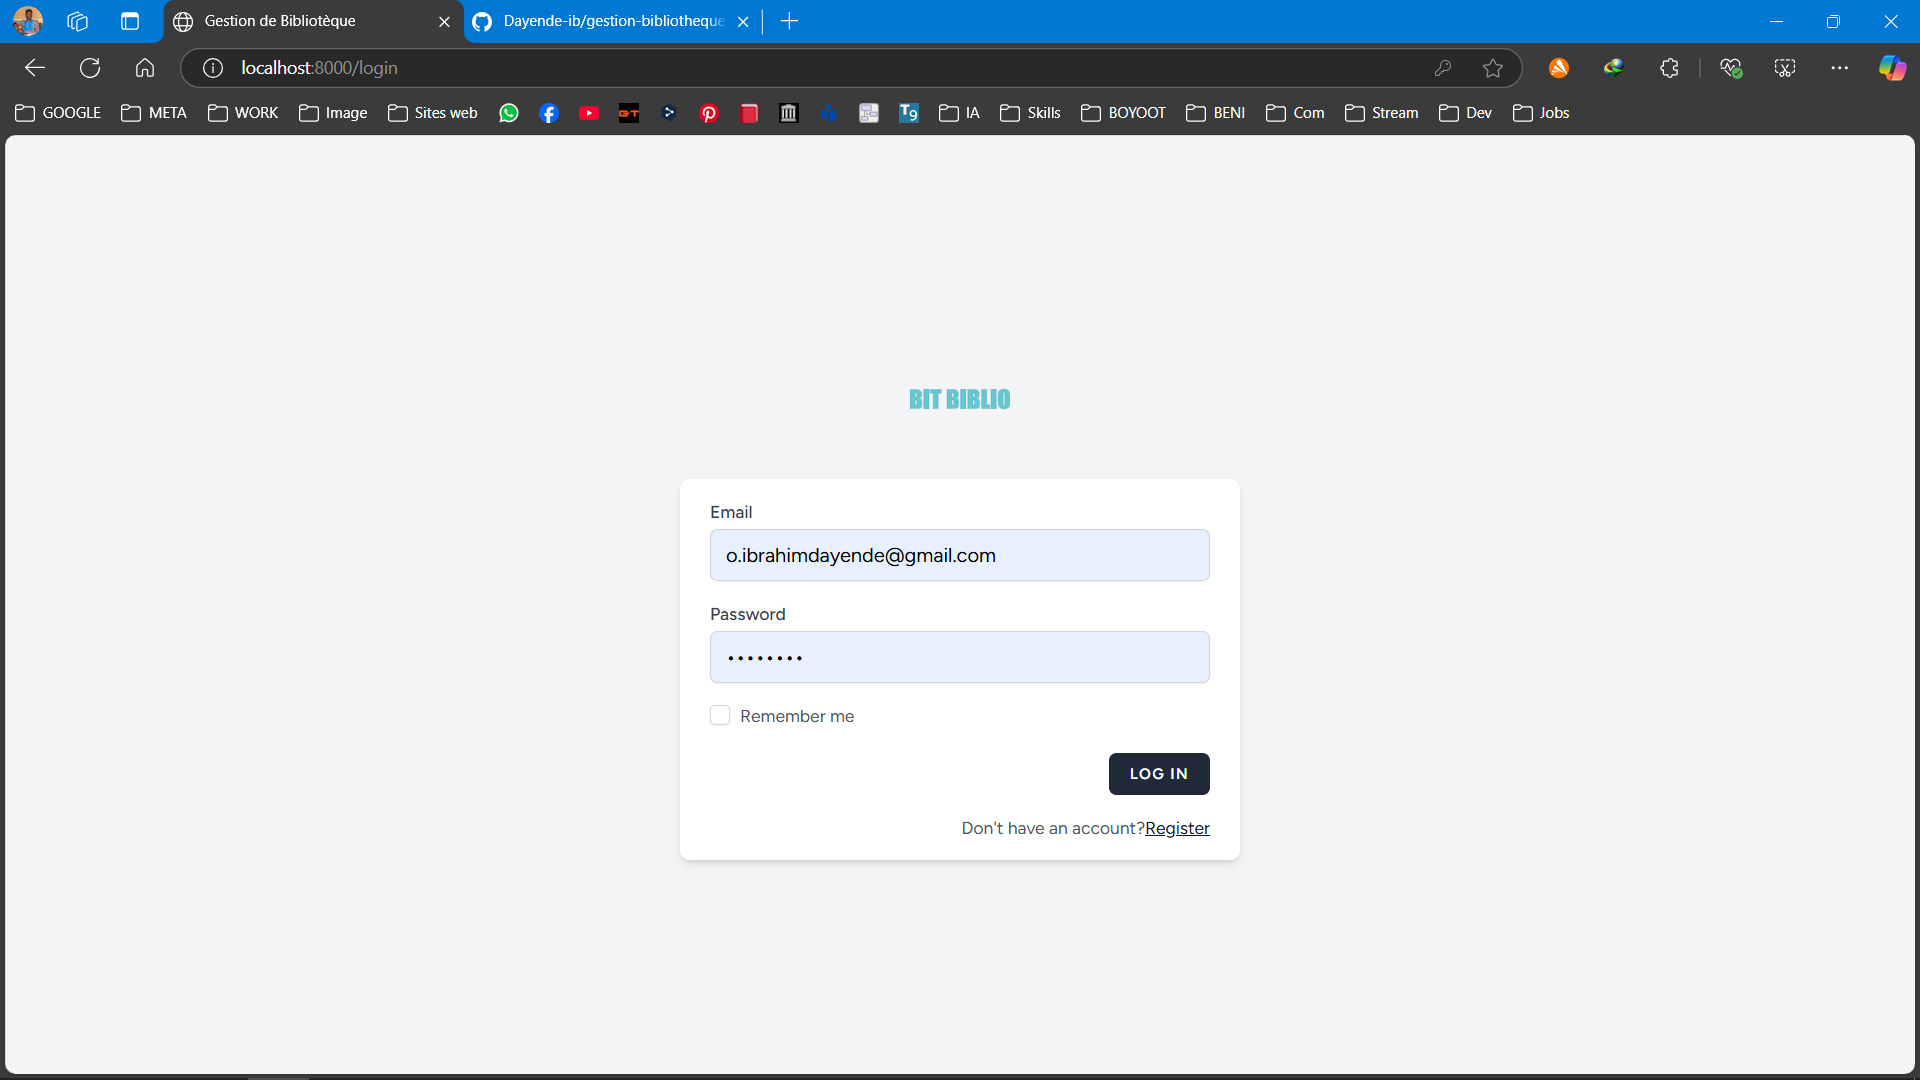 Gestion de Bibliotèque
Dayende-ib/gestion-bibliotheque
localhost:8000/login
GOOGLE META WORK Image Sites web GT T9 IA Skills BOYOOT BENI Com Stream Dev Jobs
BIT BIBLIO
Email
o.ibrahimdayende@gmail.com
Password
••••••••
Remember me
LOG IN
Don't have an account?Register